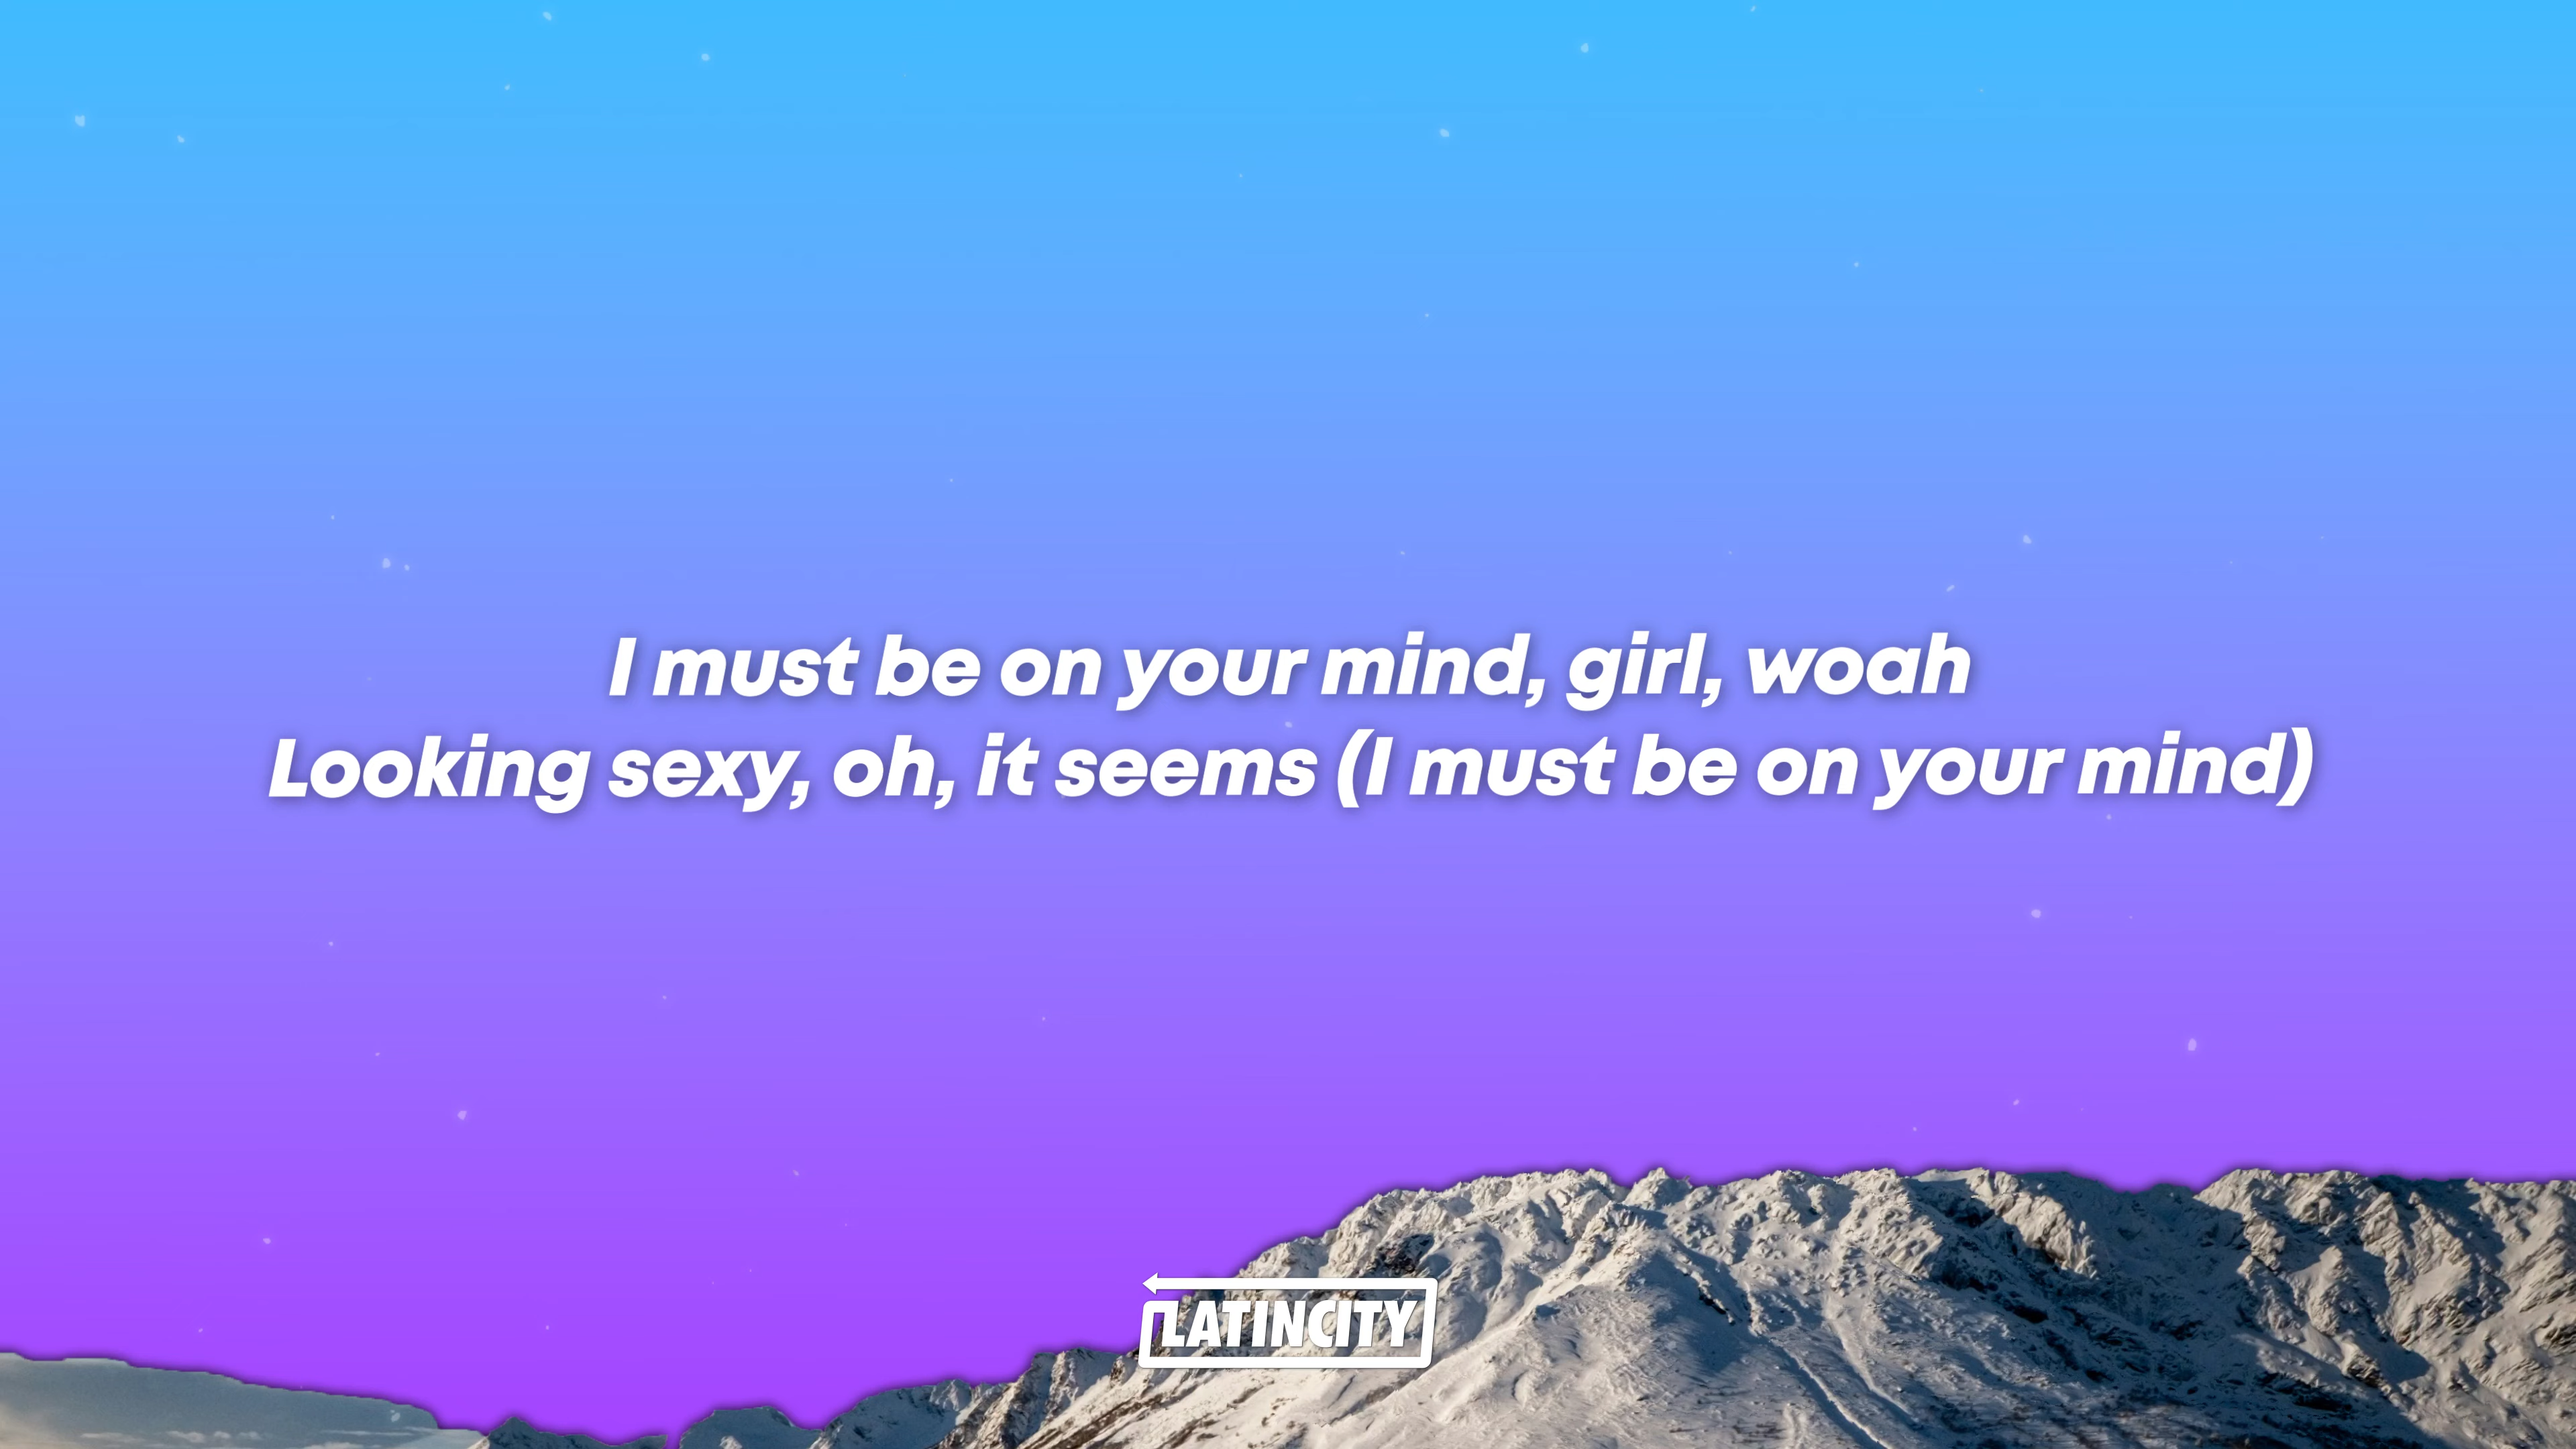 I must be on your mind, girl, woah
Looking sexy, oh, it seems (I must be on your mind)
LATINCITY